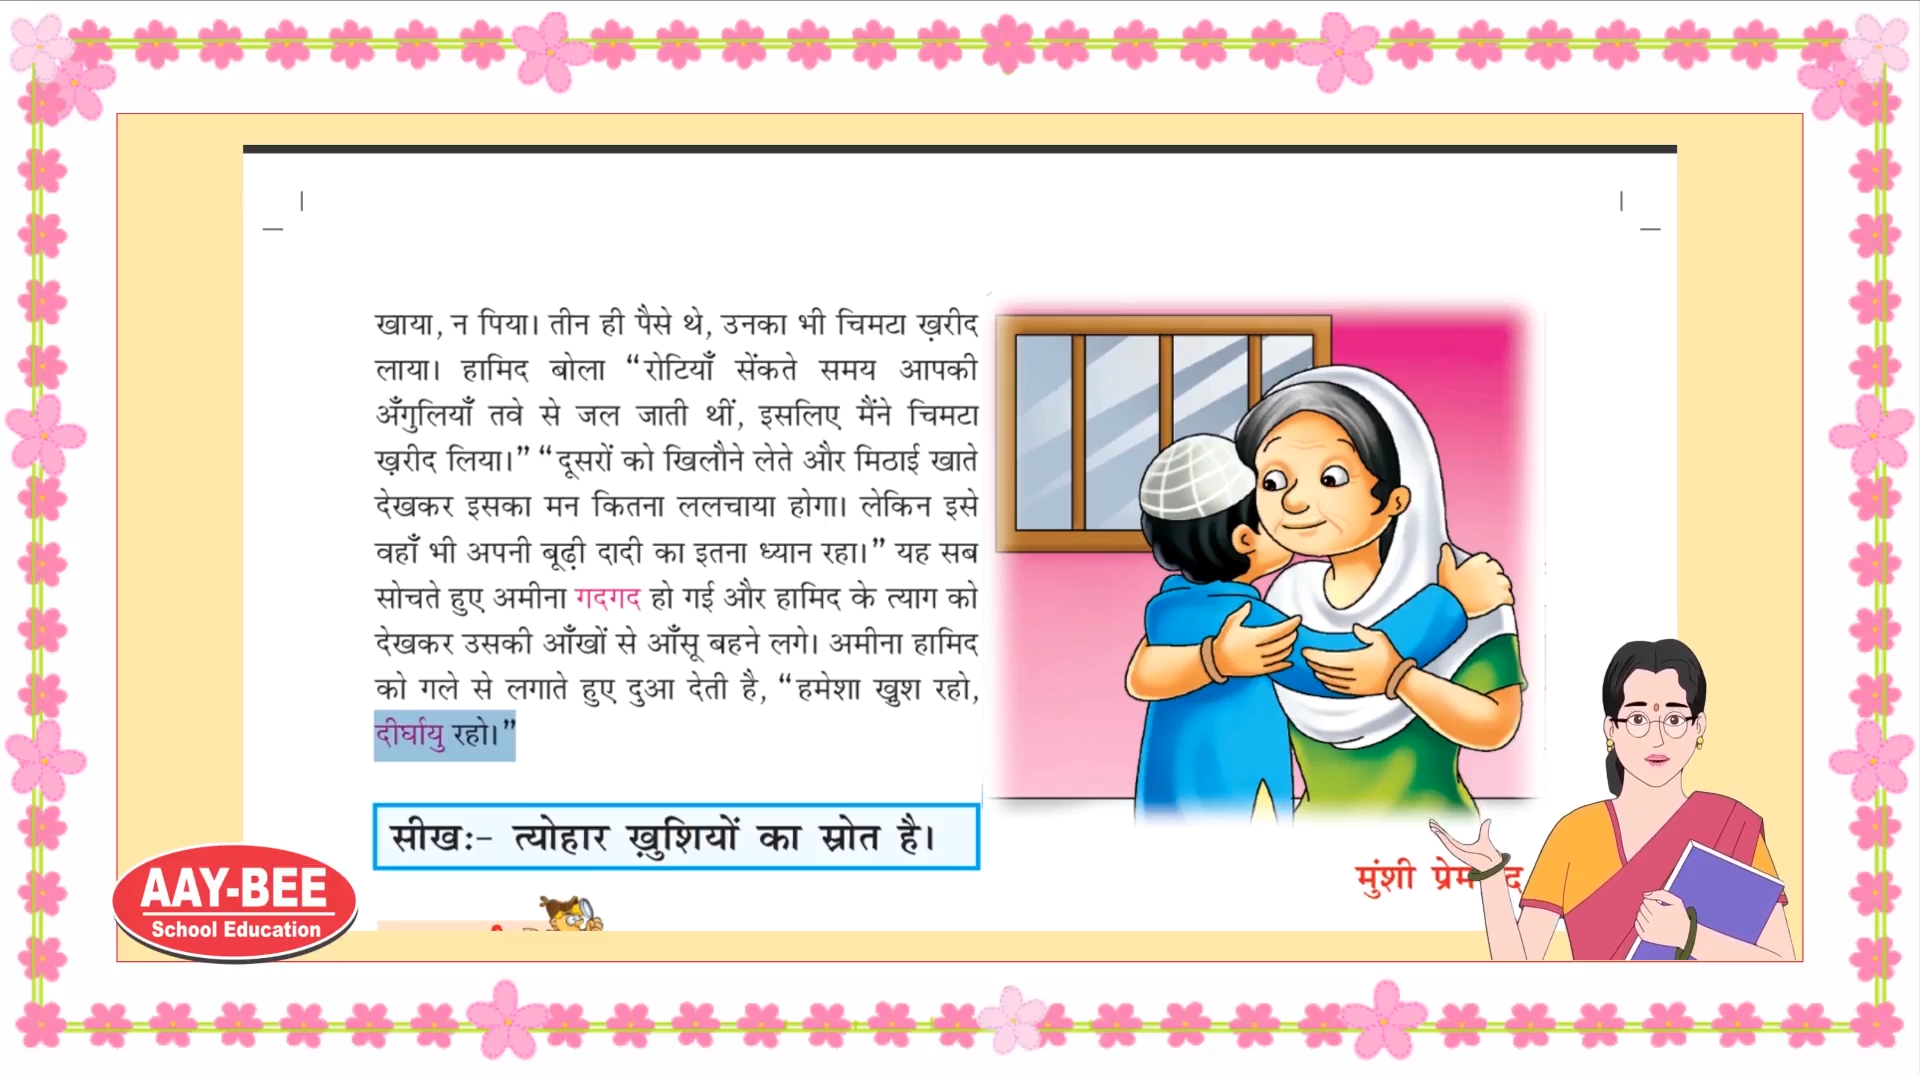 खाया, न पिया। तीन ही पैसे थे, उनका भी चिमटा ख़रीद
लाया। हामिद बोला “रोटियाँ सेंकते समय आपकी
अँगुलियाँ तवे से जल जाती थीं, इसलिए मैंने चिमटा
ख़रीद लिया।” “दूसरों को खिलौने लेते और मिठाई खाते
देखकर इसका मन कितना ललचाया होगा। लेकिन इसे
वहाँ भी अपनी बूढ़ी दादी का इतना ध्यान रहा।” यह सब
सोचते हुए अमीना गदगद हो गई और हामिद के त्याग को
देखकर उसकी आँखों से आँसू बहने लगे। अमीना हामिद
को गले से लगाते हुए दुआ देती है, “हमेशा ख़ुश रहो,
दीर्घायु रहो।”
सीखः- त्योहार ख़ुशियों का स्रोत है।
मुंशी
AAY-BEE
School Education